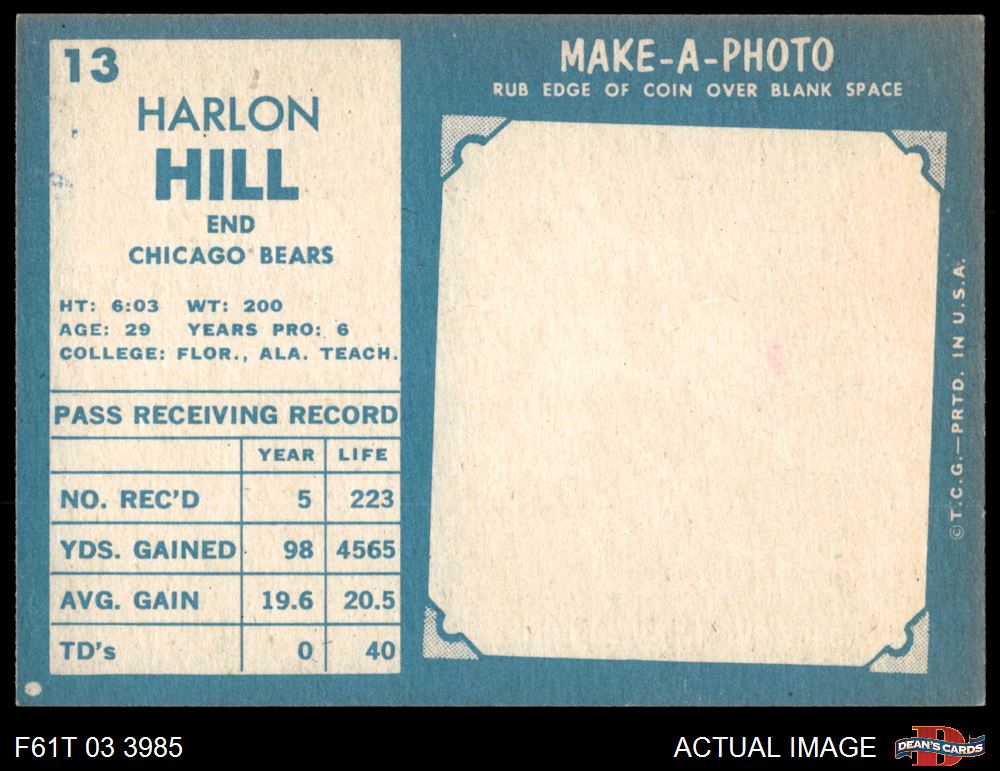 13
HARLON
HILL
END
CHICAGO BEARS
HT: 6:03 WT: 200
AGE: 29 YEARS PRO: 6
COLLEGE: FLOR., ALA. TEACH.
PASS RECEIVING RECORD
YEAR LIFE
NO. REC'D 5 223
YDS. GAINED 98 4565
AVG. GAIN 19.6 20.5
TD's 0 40
MAKE-A-PHOTO
RUB EDGE OF COIN OVER BLANK SPACE
©T.C.G.—PRTD. IN U.S.A.
F61T 03 3985
ACTUAL IMAGE
D
DEAN'S CARDS